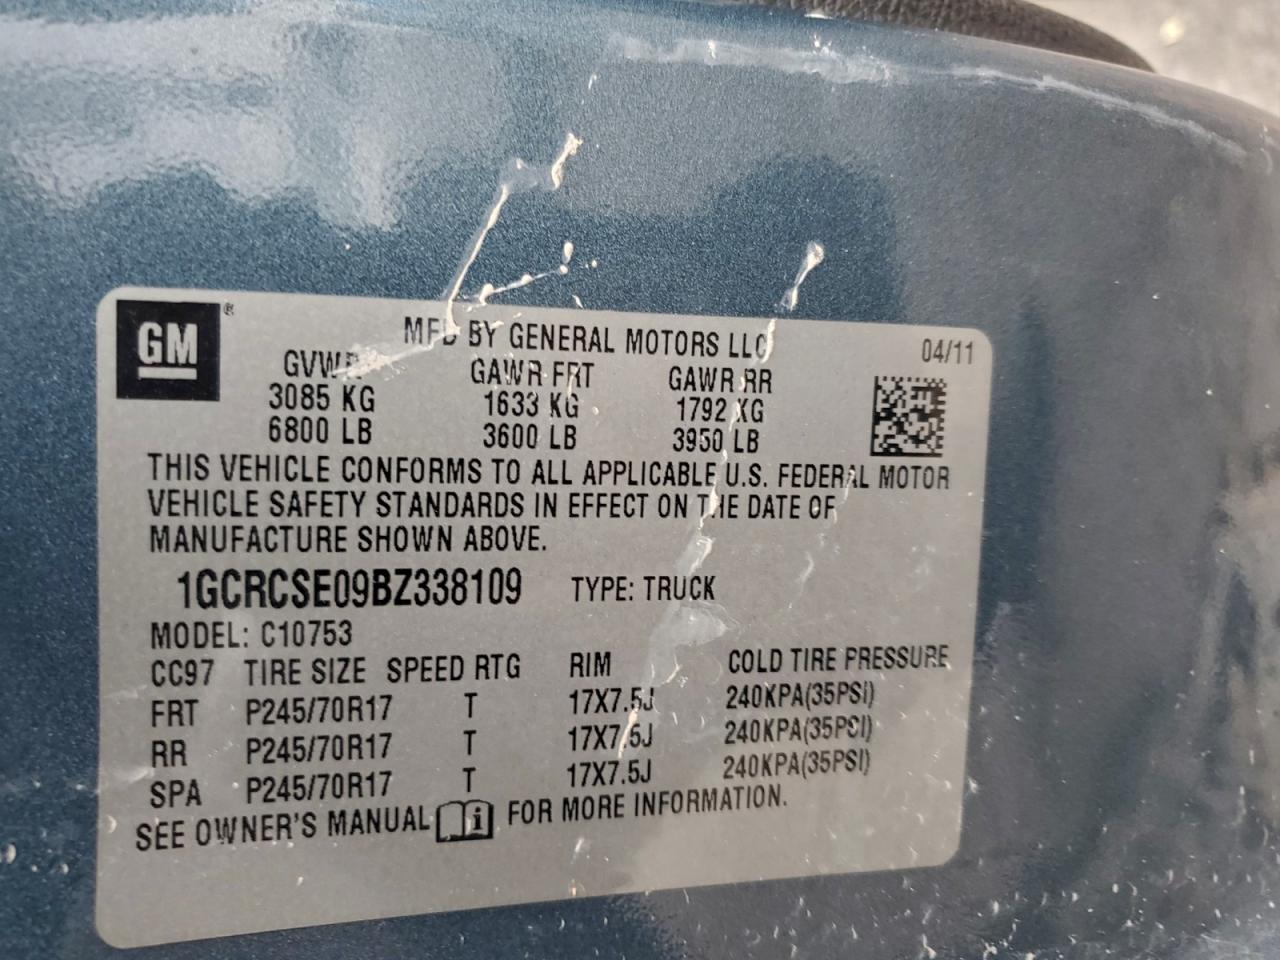 GM ®
MFD BY GENERAL MOTORS LLC
04/11
GVWR GAWR FRT GAWR RR
3085 KG 1633 KG 1792 KG
6800 LB 3600 LB 3950 LB
THIS VEHICLE CONFORMS TO ALL APPLICABLE U.S. FEDERAL MOTOR
VEHICLE SAFETY STANDARDS IN EFFECT ON THE DATE OF
MANUFACTURE SHOWN ABOVE.
1GCRCSE09BZ338109 TYPE: TRUCK
MODEL: C10753
CC97 TIRE SIZE SPEED RTG RIM COLD TIRE PRESSURE
FRT P245/70R17 T 17X7.5J 240KPA(35PSI)
RR P245/70R17 T 17X7.5J 240KPA(35PSI)
SPA P245/70R17 T 17X7.5J 240KPA(35PSI)
SEE OWNER'S MANUAL i FOR MORE INFORMATION.